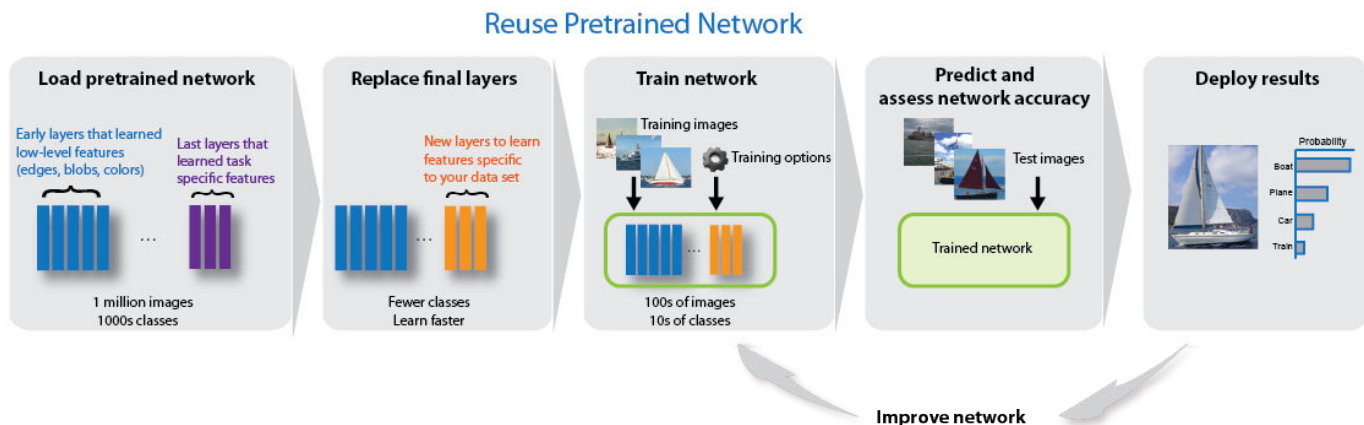 Reuse Pretrained Network
Load pretrained network
Early layers that learned
low-level features
(edges, blobs, colors)
Last layers that
learned task
specific features
...
1 million images
1000s classes
Replace final layers
New layers to learn
features specific
to your data set
...
Fewer classes
Learn faster
Train network
Training images
Training options
...
100s of images
10s of classes
Predict and
assess network accuracy
Test images
Trained network
Deploy results
Probability
Boat
Plane
Car
Train
Improve network